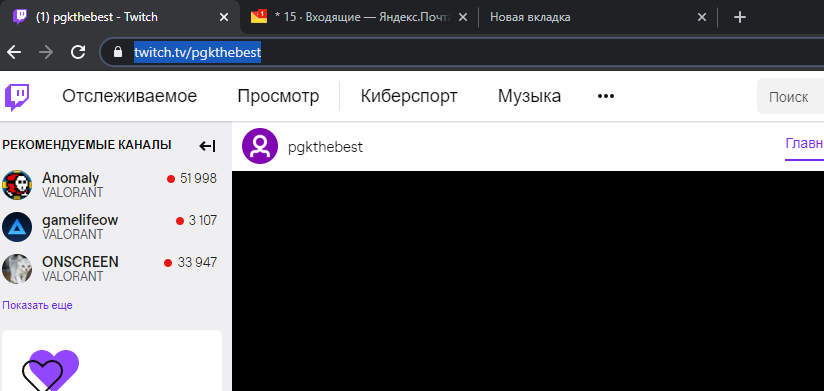 (1) pgkthebest - Twitch
* 15 · Входящие — Яндекс.Почт
Новая вкладка
twitch.tv/pgkthebest
Отслеживаемое Просмотр Киберспорт Музыка
Поиск
РЕКОМЕНДУЕМЫЕ КАНАЛЫ
pgkthebest
Главн
Anomaly 51 998
VALORANT
gamelifeow 3 107
VALORANT
ONSCREEN 33 947
VALORANT
Показать еще